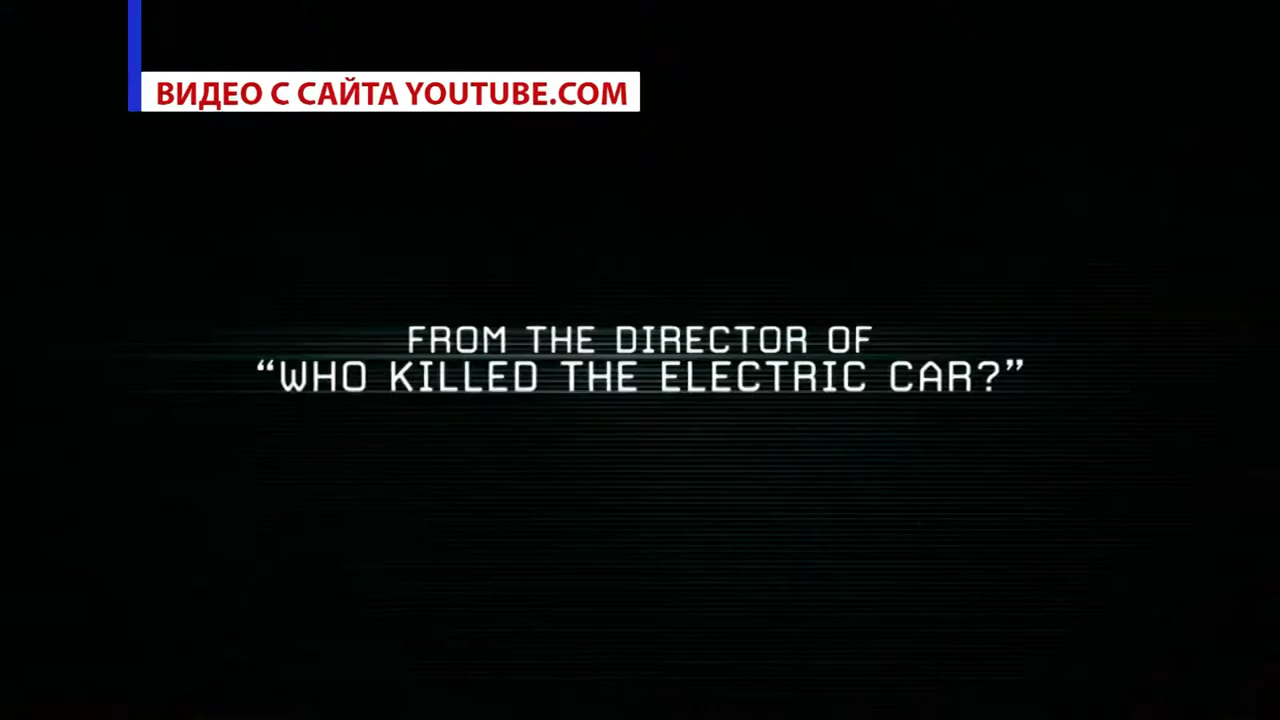 ВИДЕО С САЙТА YOUTUBE.COM
FROM THE DIRECTOR OF
“WHO KILLED THE ELECTRIC CAR?”